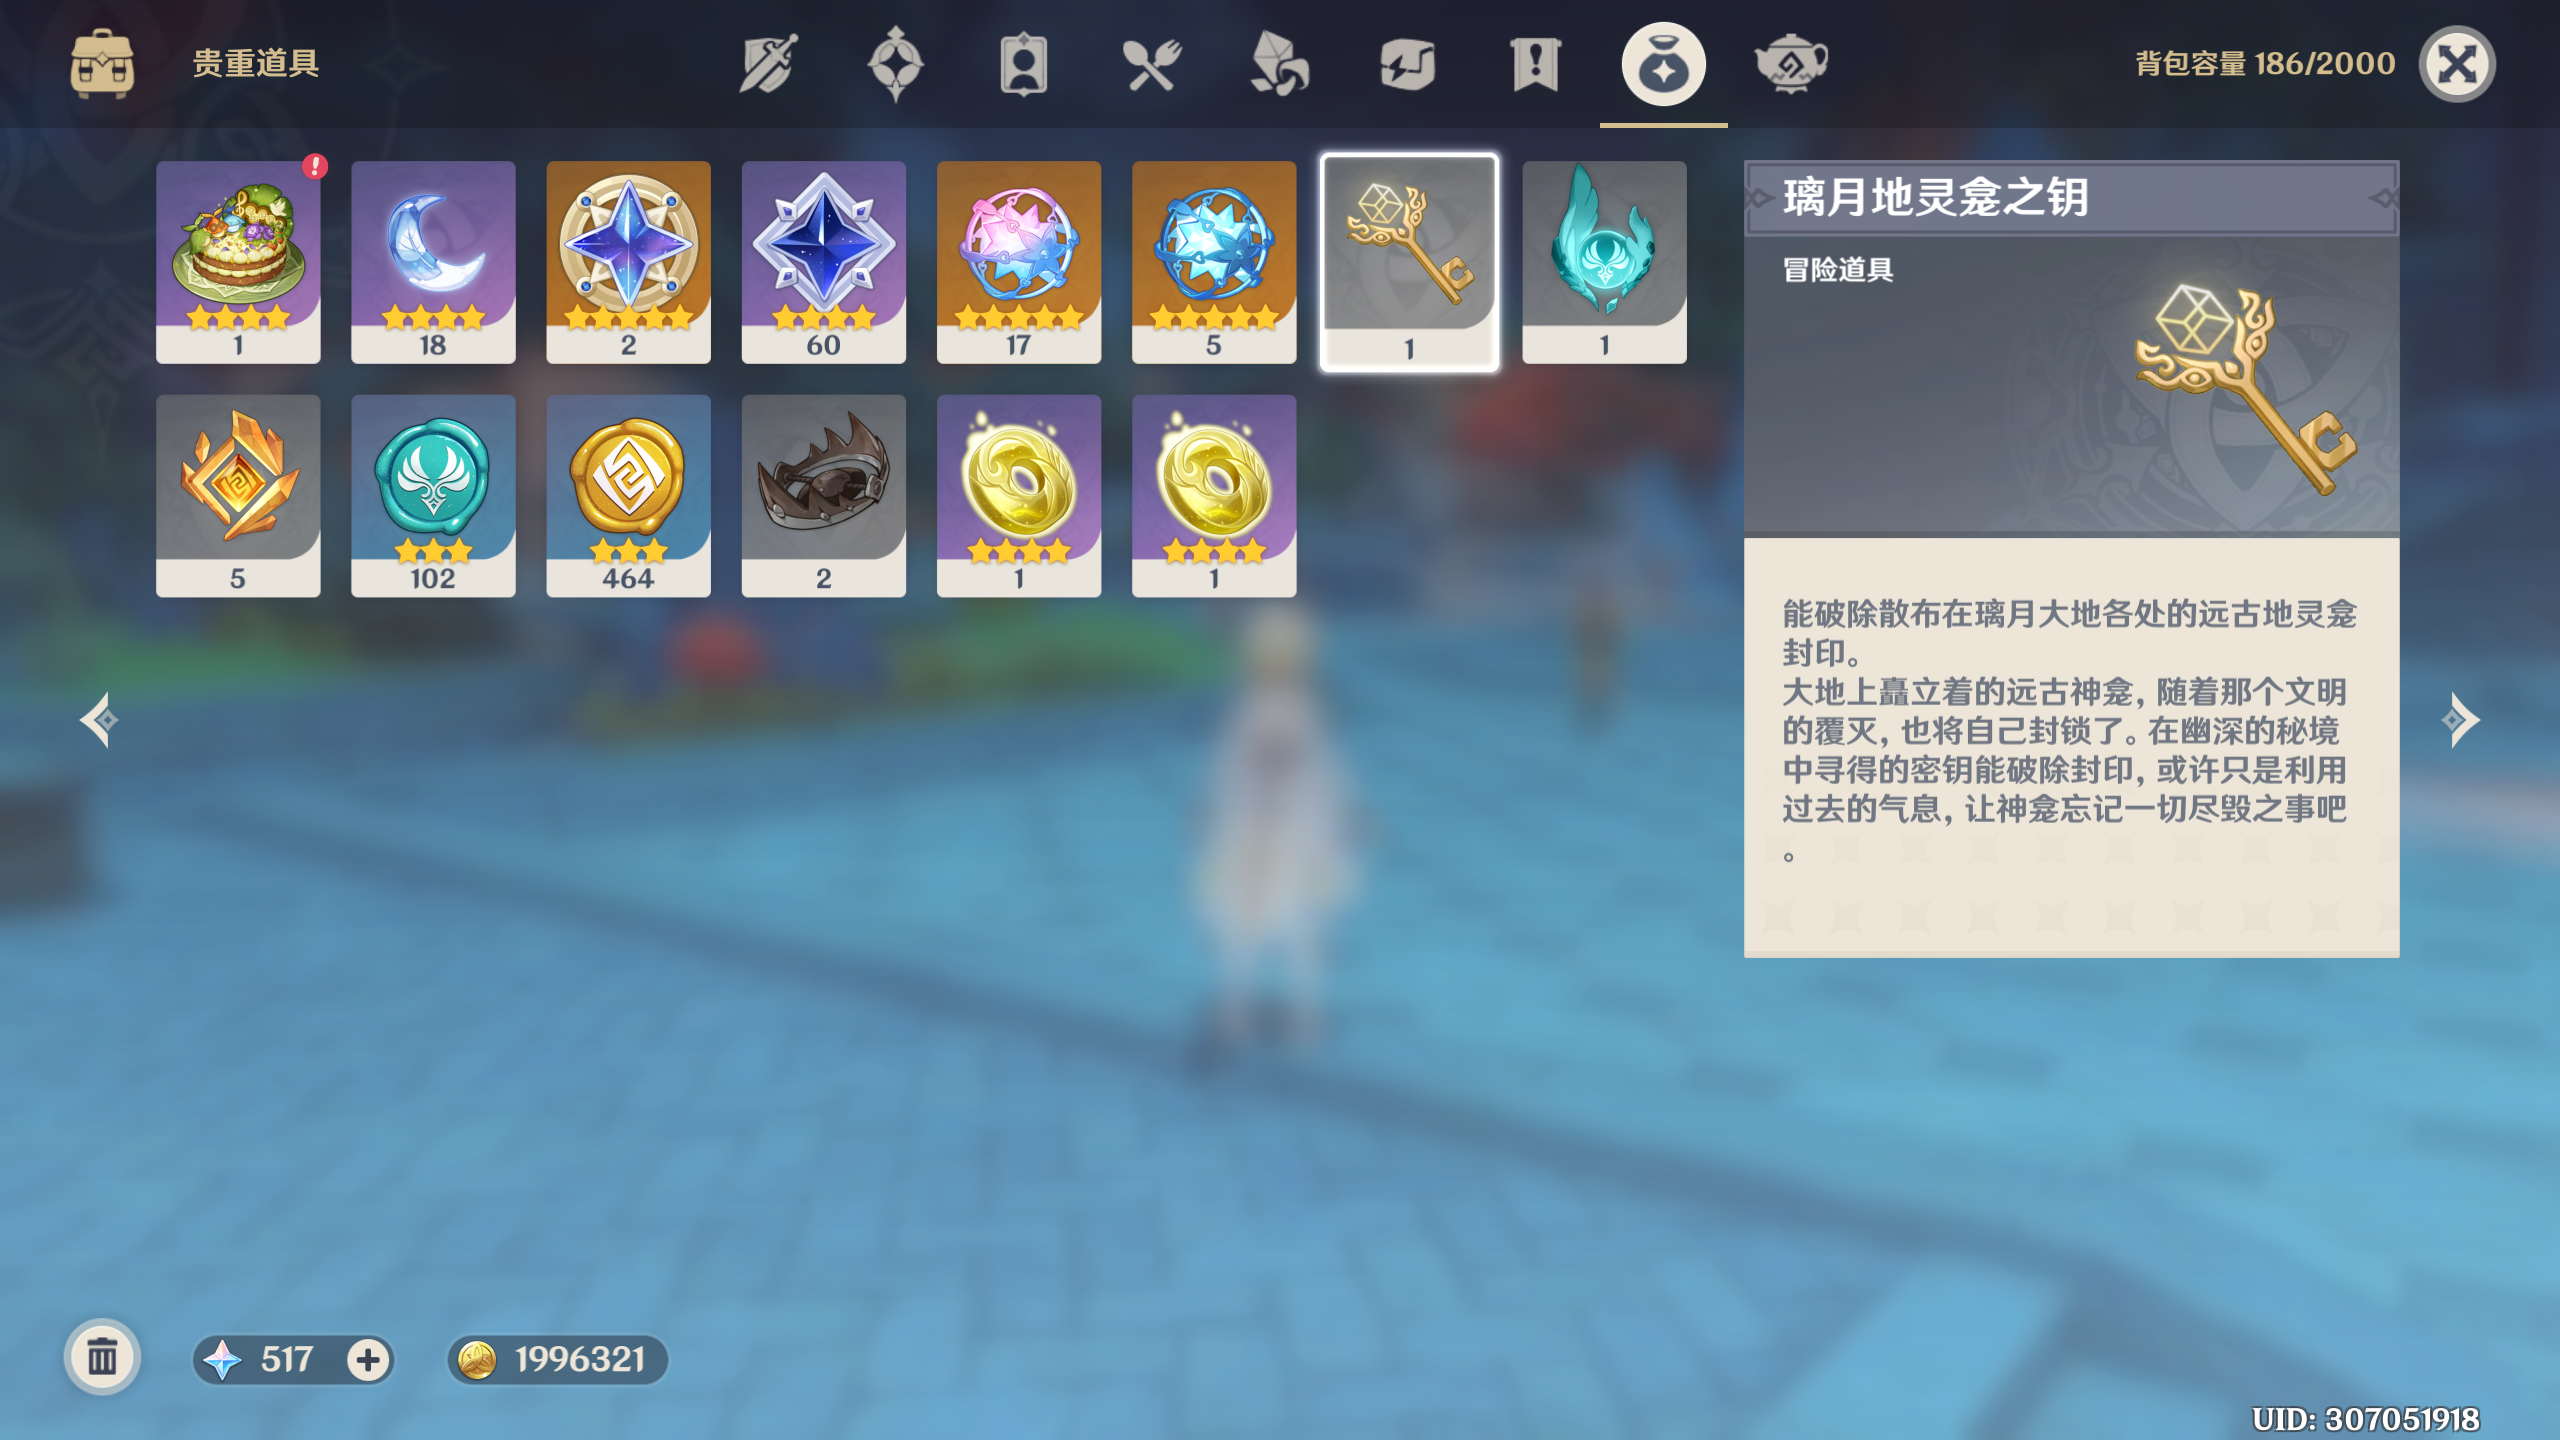 贵重道具
背包容量 186/2000
1
18
2
60
17
5
1
1
5
102
464
2
1
1
璃月地灵龛之钥
冒险道具
能破除散布在璃月大地各处的远古地灵龛
封印。
大地上矗立着的远古神龛，随着那个文明
的覆灭，也将自己封锁了。在幽深的秘境
中寻得的密钥能破除封印，或许只是利用
过去的气息，让神龛忘记一切尽毁之事吧
。
517
1996321
UID: 307051918